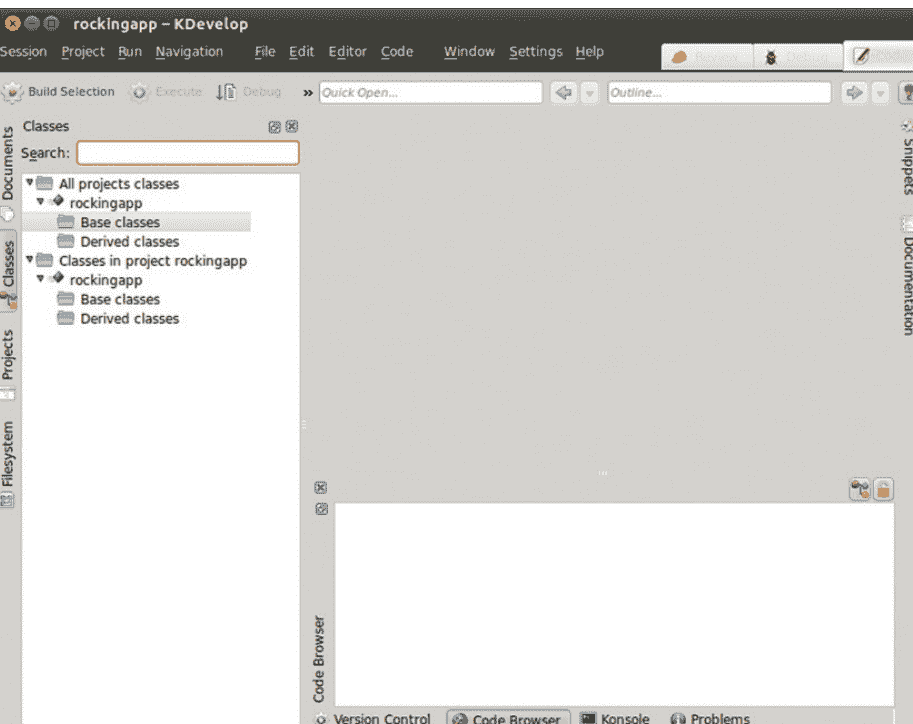 rockingapp – KDevelop
Session Project Run Navigation File Edit Editor Code Window Settings Help
Build Selection Execute Debug » Quick Open... Outline...
Classes
Search:
All projects classes
rockingapp
Base classes
Derived classes
Classes in project rockingapp
rockingapp
Base classes
Derived classes
Documents
Classes
Projects
Filesystem
Snippets
Documentation
Code Browser
Version Control Code Browser Konsole Problems